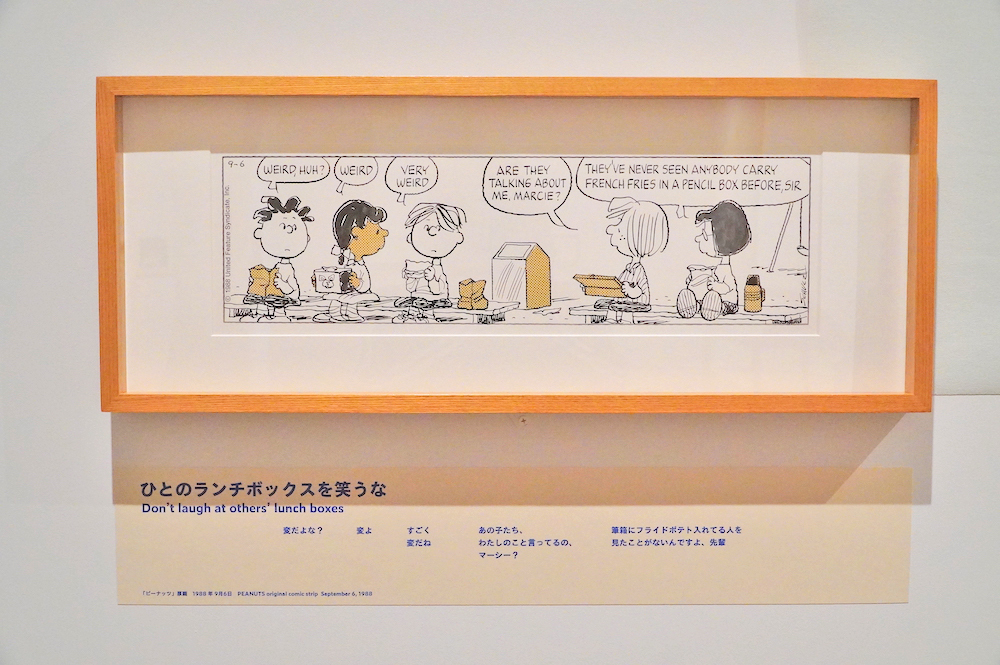 9-6
WEIRD, HUH?
WEIRD
VERY
WEIRD
ARE THEY
TALKING ABOUT
ME, MARCIE?
THEY'VE NEVER SEEN ANYBODY CARRY
FRENCH FRIES IN A PENCIL BOX BEFORE, SIR
1988 United Feature Syndicate, Inc.
ひとのランチボックスを笑うな
Don't laugh at others' lunch boxes
変だよな？
変よ
すごく
変だね
あの子たち、
わたしのこと言ってるの、
マーシー？
筆箱にフライドポテト入れてる人を
見たことがないんですよ、先輩
「ピーナッツ」原画 1988年9月6日 PEANUTS original comic strip September 6, 1988